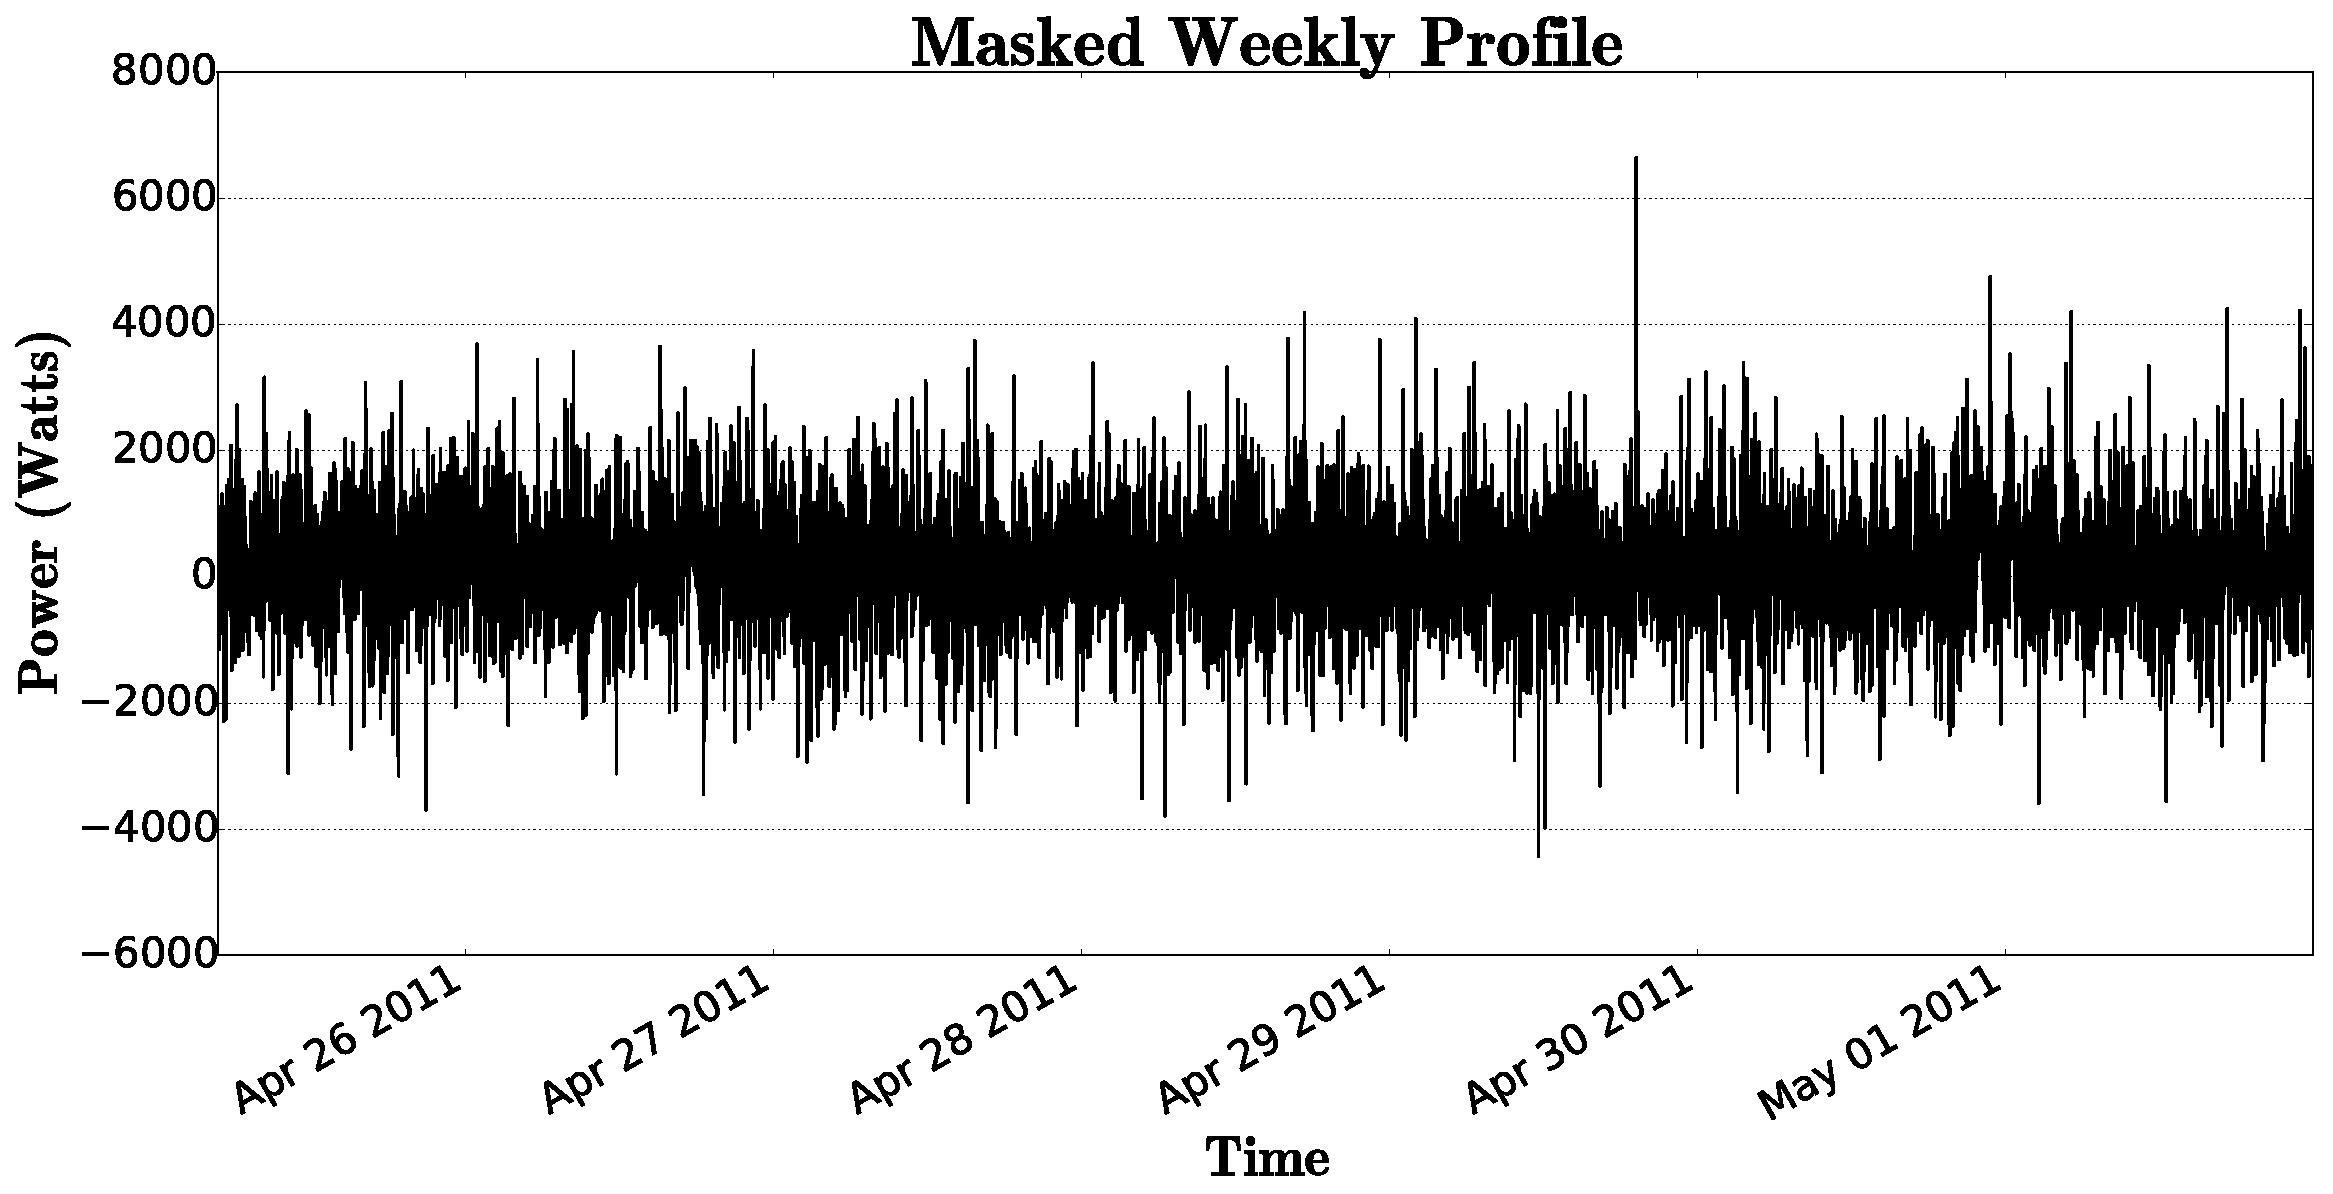 Masked Weekly Profile
8000
6000
4000
2000
0
−2000
−4000
−6000
Power (Watts)
Apr 26 2011
Apr 27 2011
Apr 28 2011
Apr 29 2011
Apr 30 2011
May 01 2011
Time